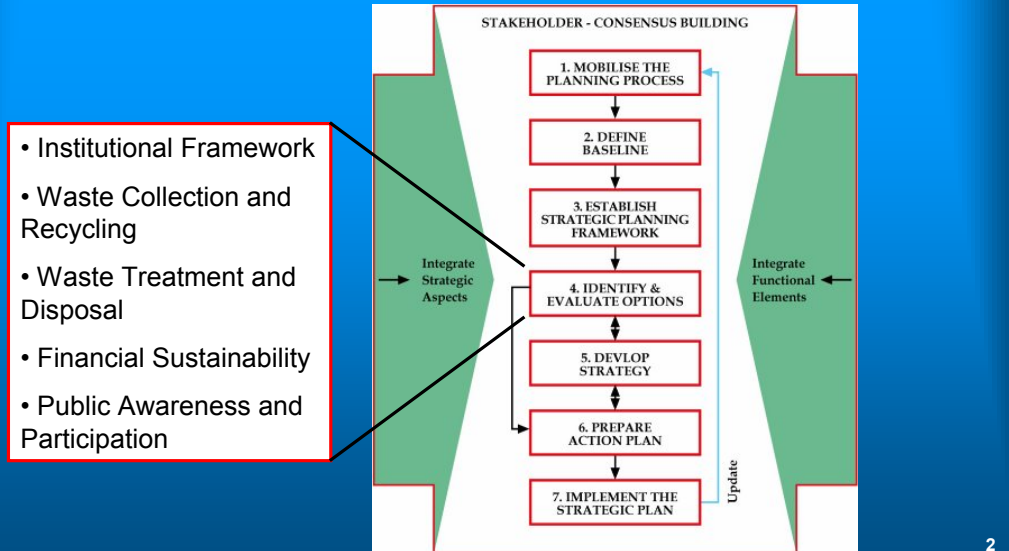 STAKEHOLDER - CONSENSUS BUILDING
• Institutional Framework
• Waste Collection and
Recycling
• Waste Treatment and
Disposal
• Financial Sustainability
• Public Awareness and
Participation
Integrate
Strategic
Aspects
1. MOBILISE THE
PLANNING PROCESS
2. DEFINE
BASELINE
3. ESTABLISH
STRATEGIC PLANNING
FRAMEWORK
4. IDENTIFY &
EVALUATE OPTIONS
5. DEVLOP
STRATEGY
6. PREPARE
ACTION PLAN
7. IMPLEMENT THE
STRATEGIC PLAN
Update
Integrate
Functional
Elements
2